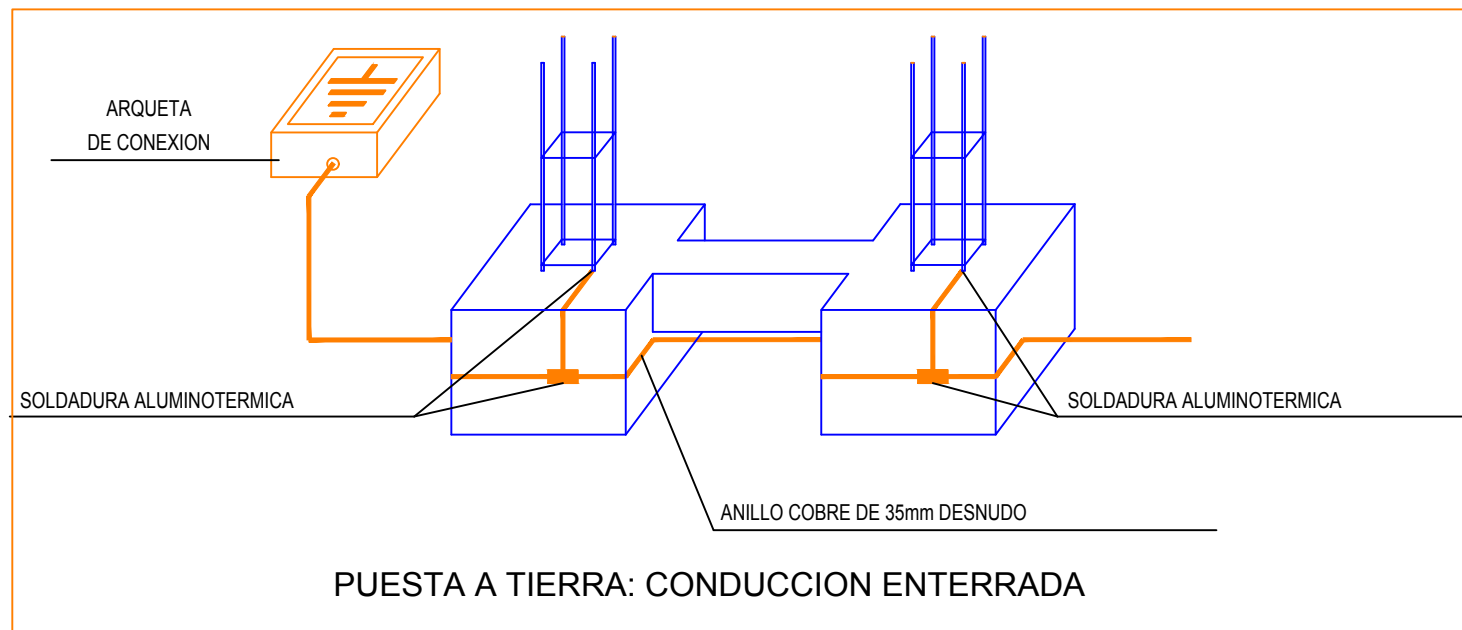 ARQUETA
DE CONEXION
SOLDADURA ALUMINOTERMICA
SOLDADURA ALUMINOTERMICA
ANILLO COBRE DE 35mm DESNUDO
PUESTA A TIERRA: CONDUCCION ENTERRADA